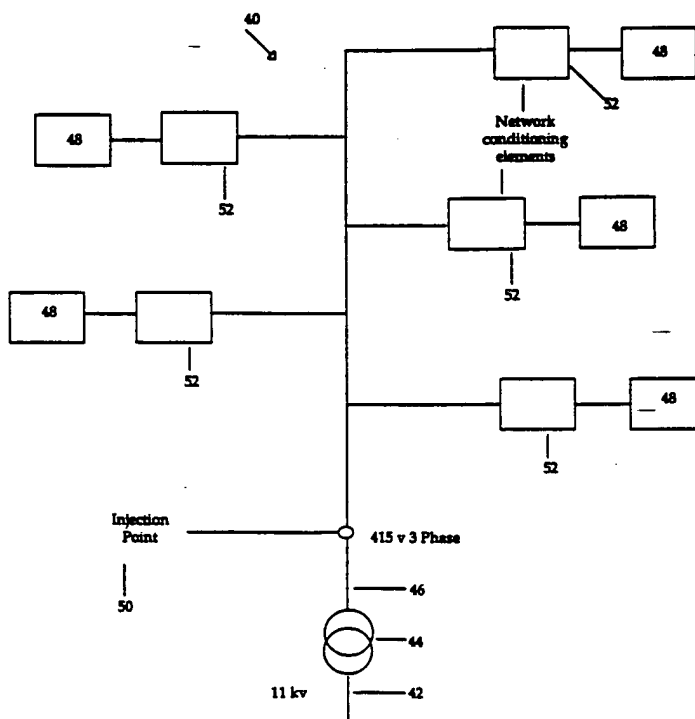 40
48
52
Network
conditioning
elements
48
52
48
52
48
52
48
52
Injection
Point
50
415 v 3 Phase
46
44
11 kv
42